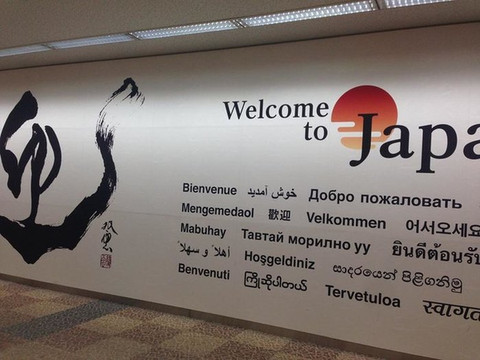 Welcome
to Japa
Bienvenue خوش آمدید Добро пожаловать
Mengemedaol 歡迎 Velkommen 어서오세요
Mabuhay Тавтай морилно уу ยินดีต้อนรับ
أهلاً و سهلاً Hoşgeldiniz සාදරයෙන් පිළිගනිමු
Benvenuti ကြိုဆိုပါတယ် Tervetuloa स्वागत